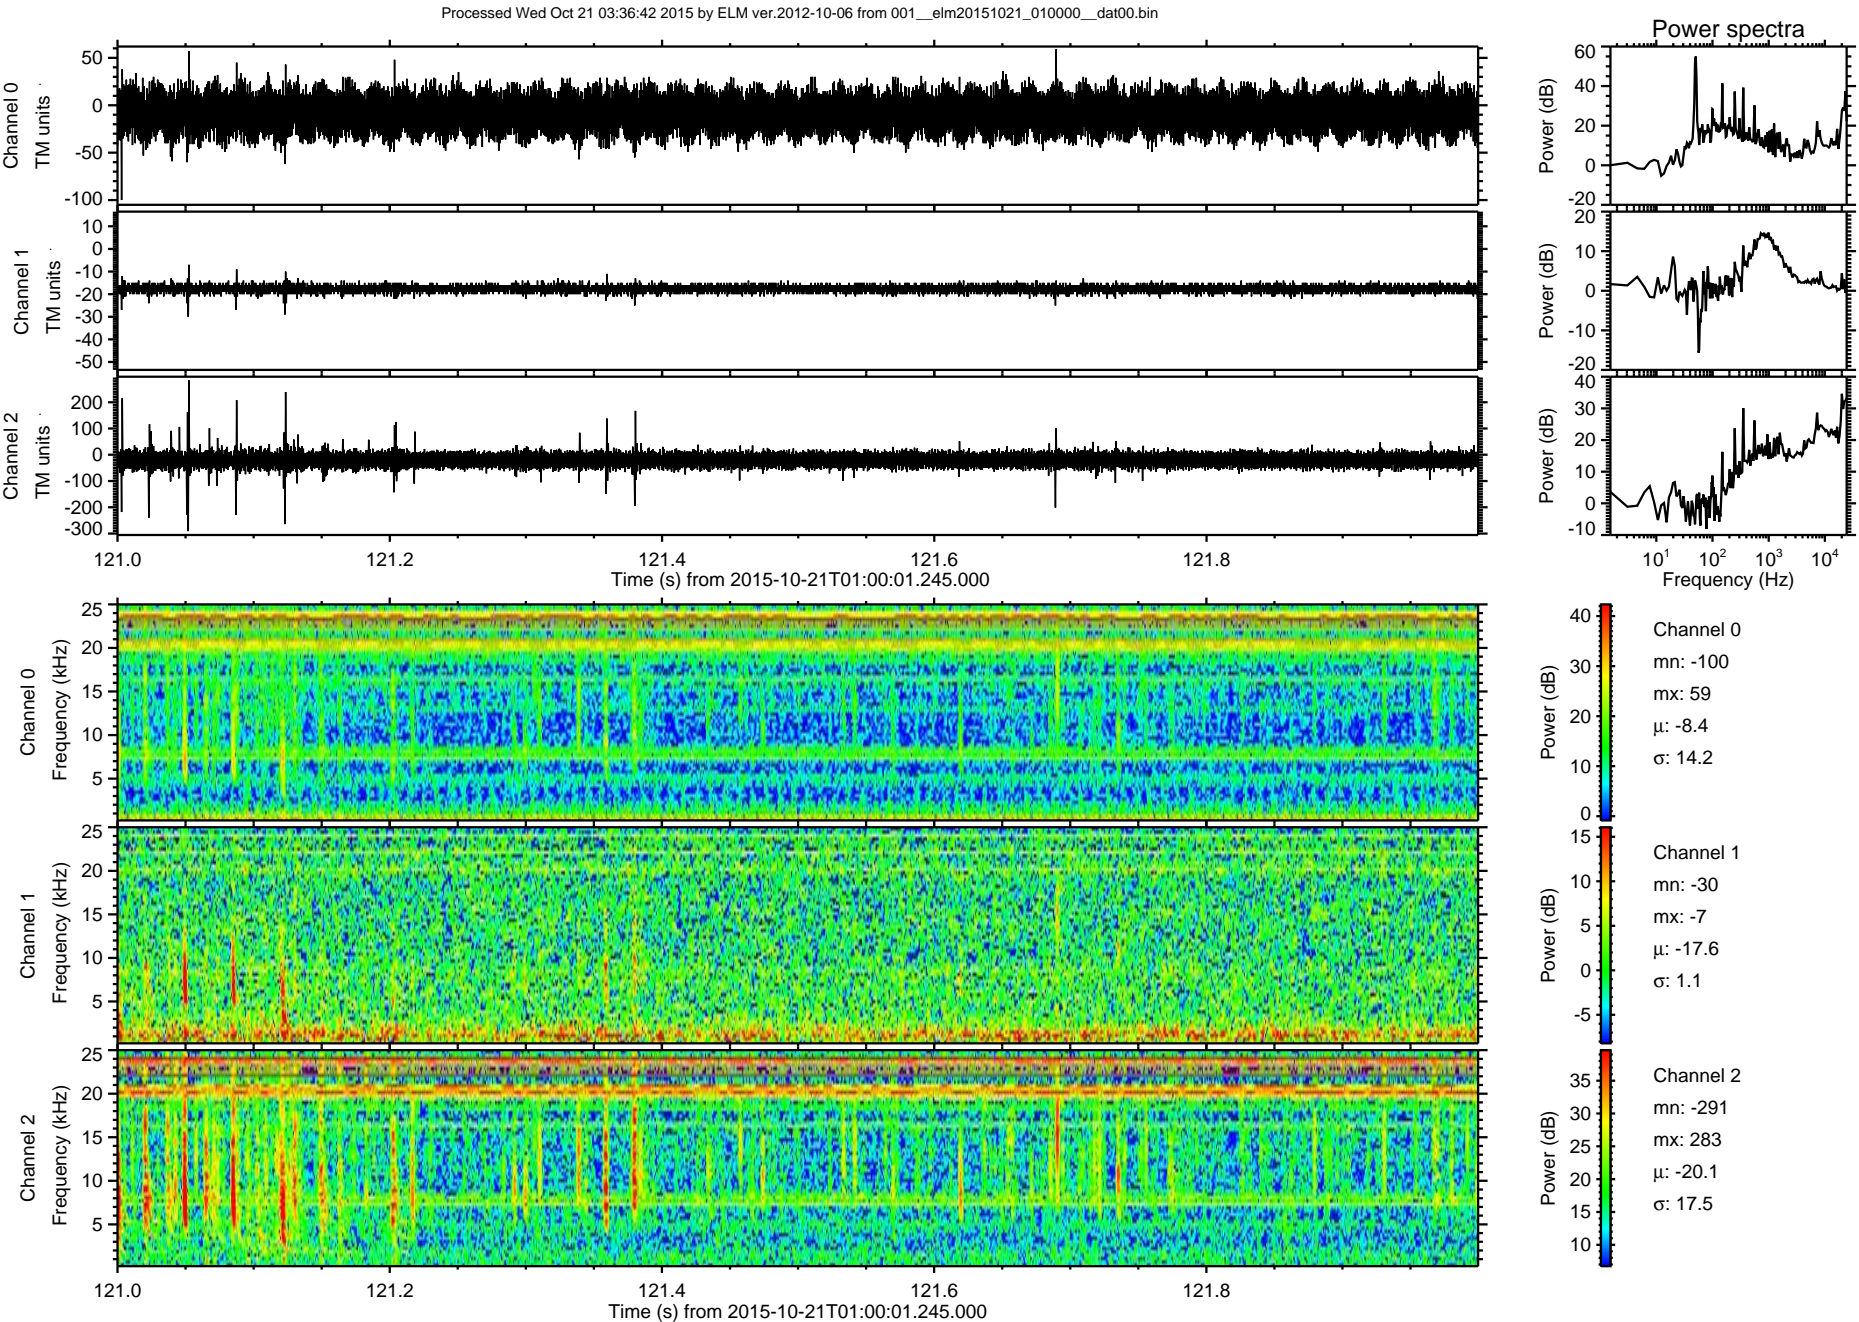 Processed Wed Oct 21 03:36:42 2015 by ELM ver.2012-10-06 from 001__elm20151021_010000__dat00.bin
Power spectra
Channel 0
TM units
50
0
-50
-100
Power (dB)
60
40
20
0
-20
Channel 1
TM units
10
0
-10
-20
-30
-40
-50
Power (dB)
20
10
0
-10
-20
Channel 2
TM units
200
100
0
-100
-200
-300
Power (dB)
40
30
20
10
0
-10
121.0 121.2 121.4 121.6 121.8
Time (s) from 2015-10-21T01:00:01.245.000
10¹ 10² 10³ 10⁴
Frequency (Hz)
Channel 0
Frequency (kHz)
25
20
15
10
5
Power (dB)
40
30
20
10
0
Channel 0
mn: -100
mx: 59
μ: -8.4
σ: 14.2
Channel 1
Frequency (kHz)
25
20
15
10
5
Power (dB)
15
10
5
0
-5
Channel 1
mn: -30
mx: -7
μ: -17.6
σ: 1.1
Channel 2
Frequency (kHz)
25
20
15
10
5
Power (dB)
35
30
25
20
15
10
Channel 2
mn: -291
mx: 283
μ: -20.1
σ: 17.5
121.0 121.2 121.4 121.6 121.8
Time (s) from 2015-10-21T01:00:01.245.000